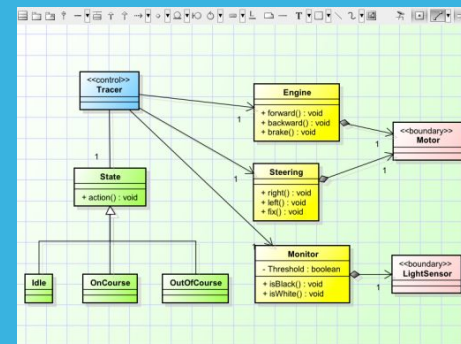 <<control>>
Tracer
Engine
+ forward() : void
+ backward() : void
+ brake() : void
1
<<boundary>>
Motor
1
1
State
+ action() : void
1
Steering
+ right() : void
+ left() : void
+ fix() : void
1
Monitor
- Threshold : boolean
+ isBlack() : void
+ isWhite() : void
<<boundary>>
LightSensor
1
Idle
OnCourse
OutOfCourse